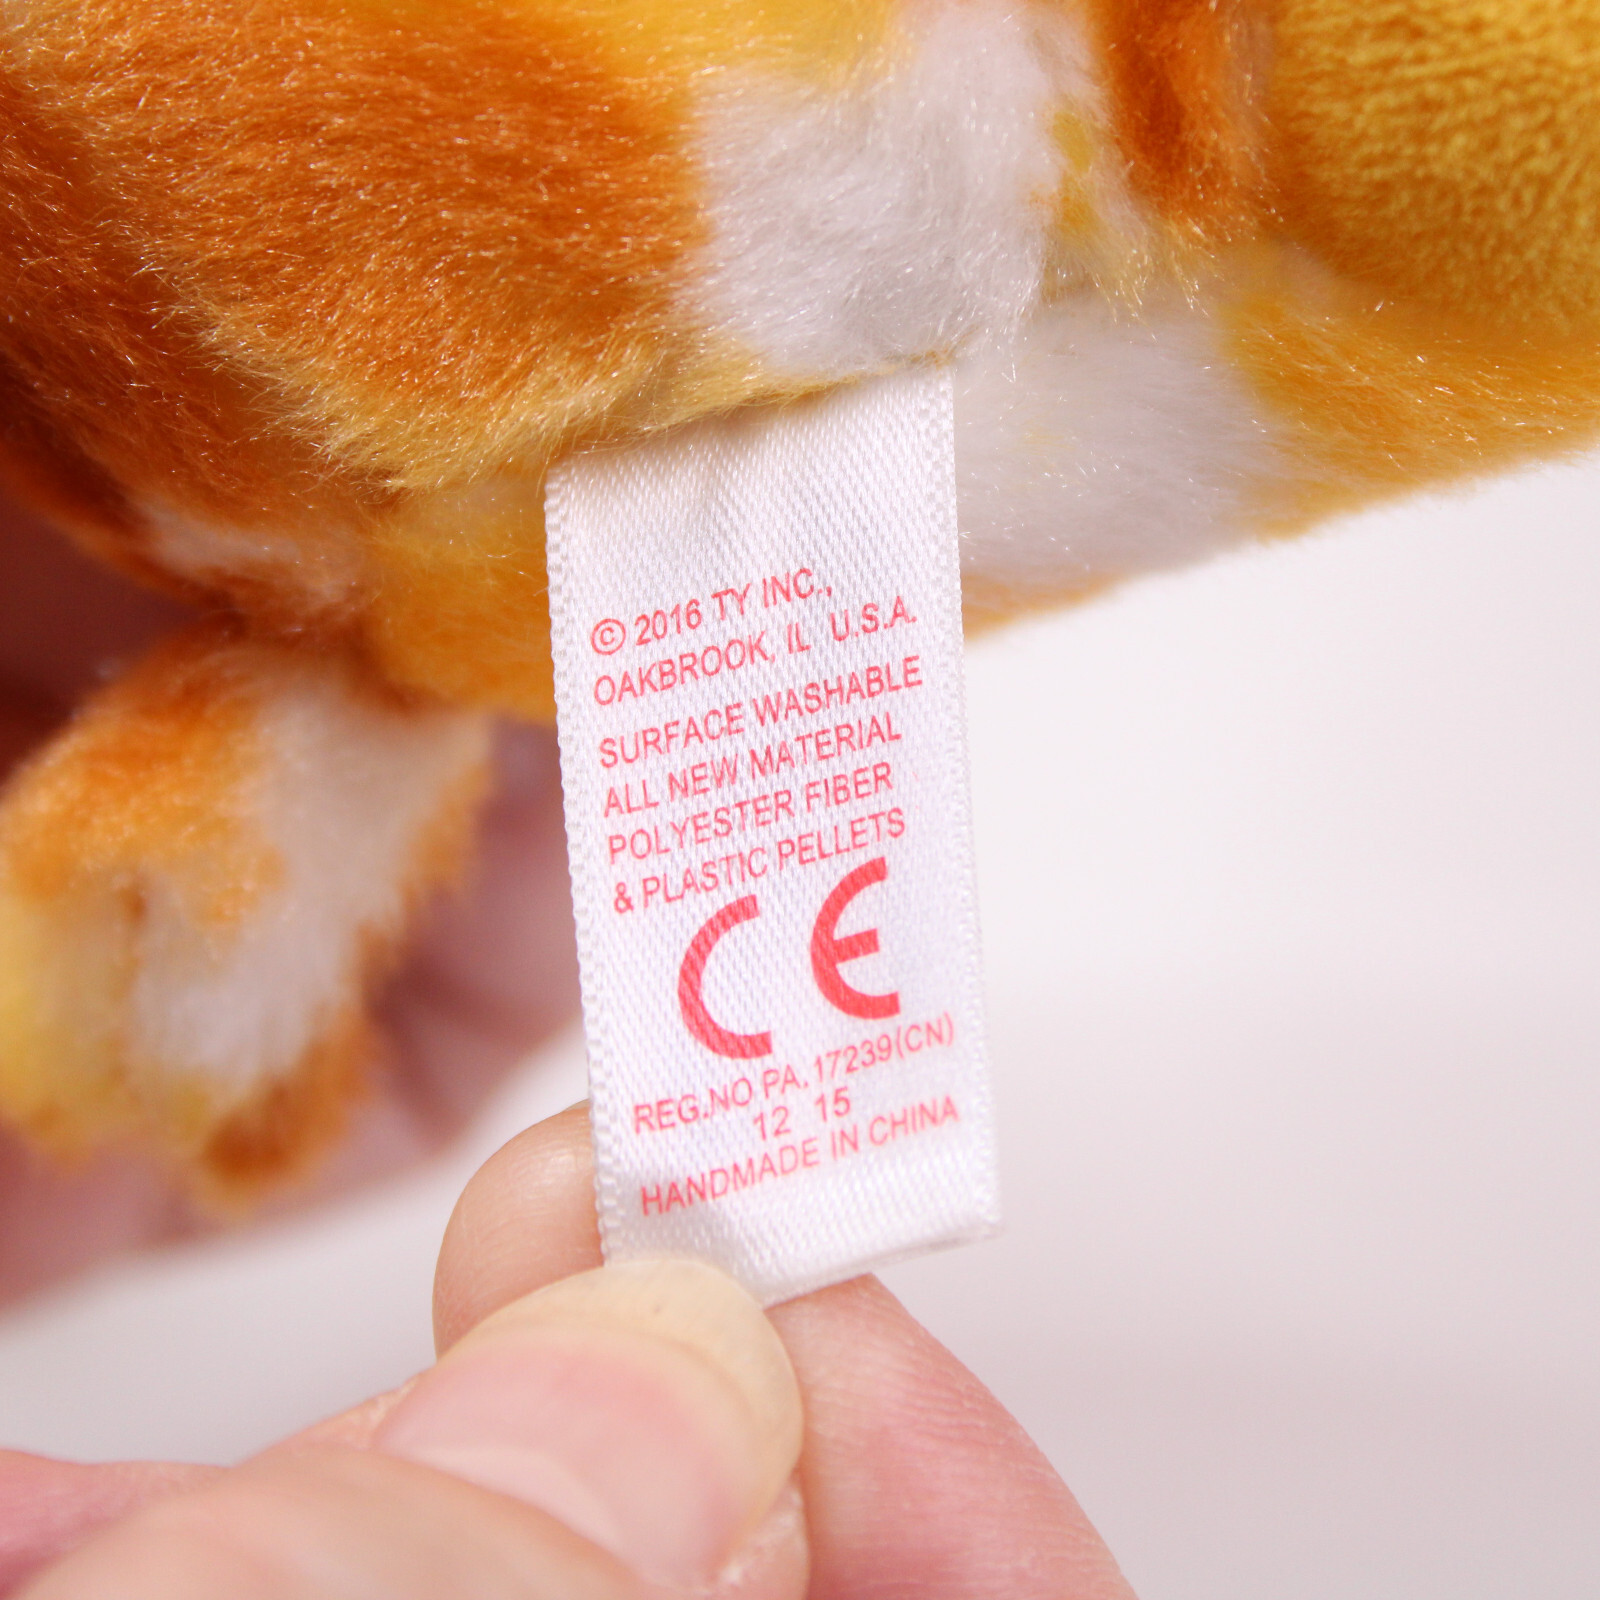 © 2016 TY INC.,
OAKBROOK, IL U.S.A.
SURFACE WASHABLE
ALL NEW MATERIAL
POLYESTER FIBER
& PLASTIC PELLETS
CE
REG.NO PA. 17239(CN)
12 15
HANDMADE IN CHINA